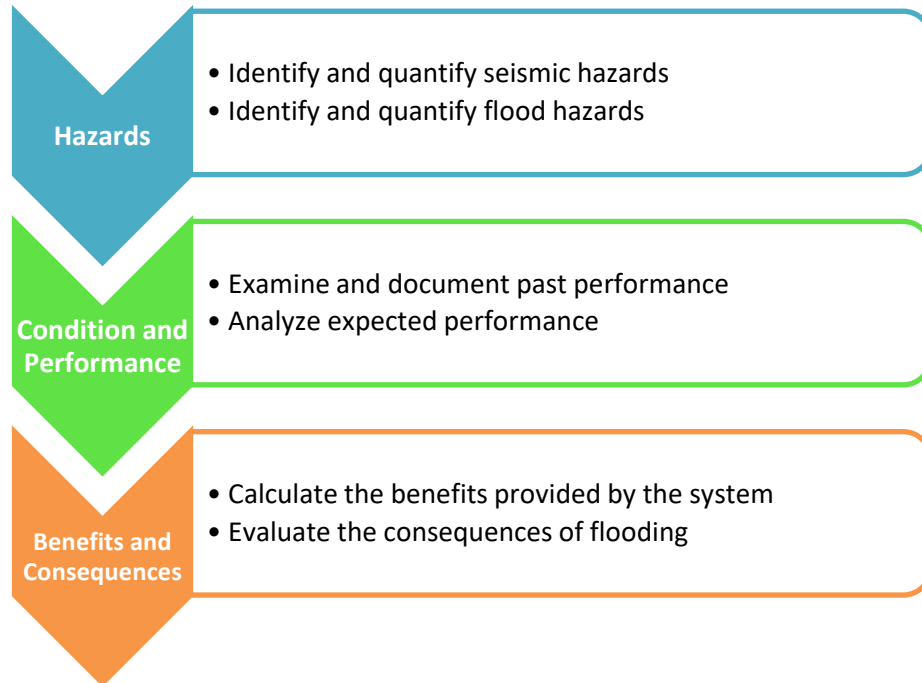 Hazards
• Identify and quantify seismic hazards
• Identify and quantify flood hazards
Condition and
Performance
• Examine and document past performance
• Analyze expected performance
Benefits and
Consequences
• Calculate the benefits provided by the system
• Evaluate the consequences of flooding